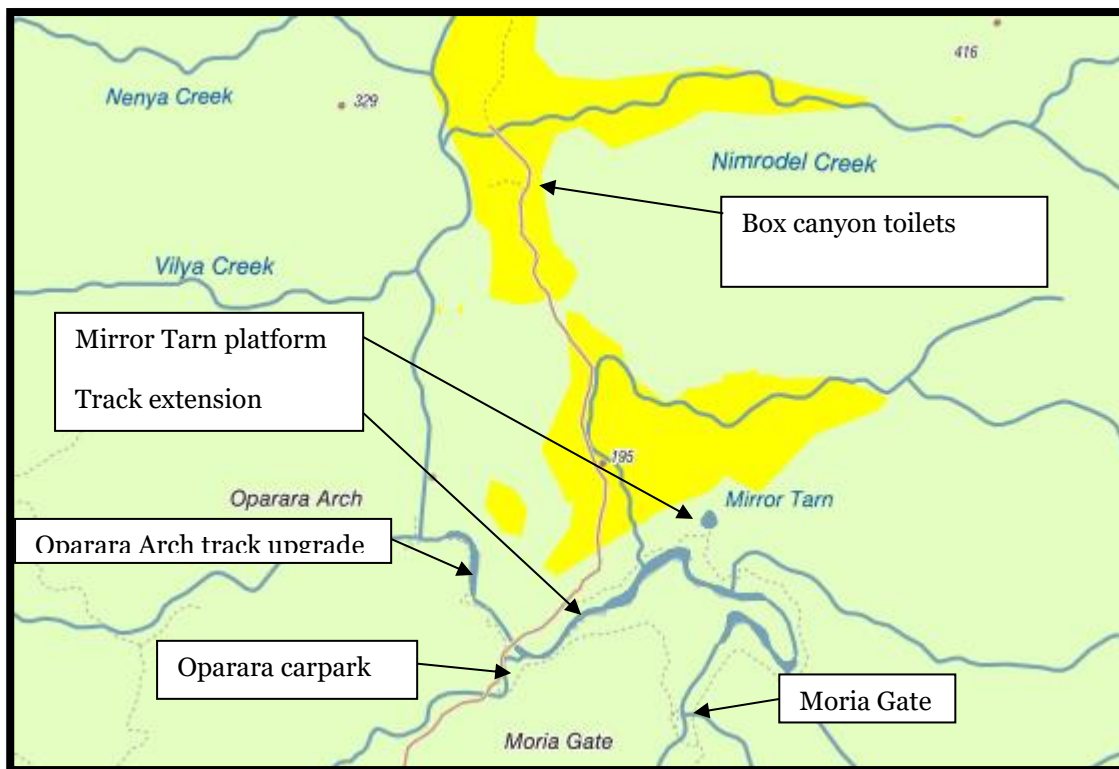 416
Nenya Creek
329
Nimrodel Creek
Box canyon toilets
Vilya Creek
Mirror Tarn platform
Track extension
195
Oparara Arch
Mirror Tarn
Oparara Arch track upgrade
Oparara carpark
Moria Gate
Moria Gate